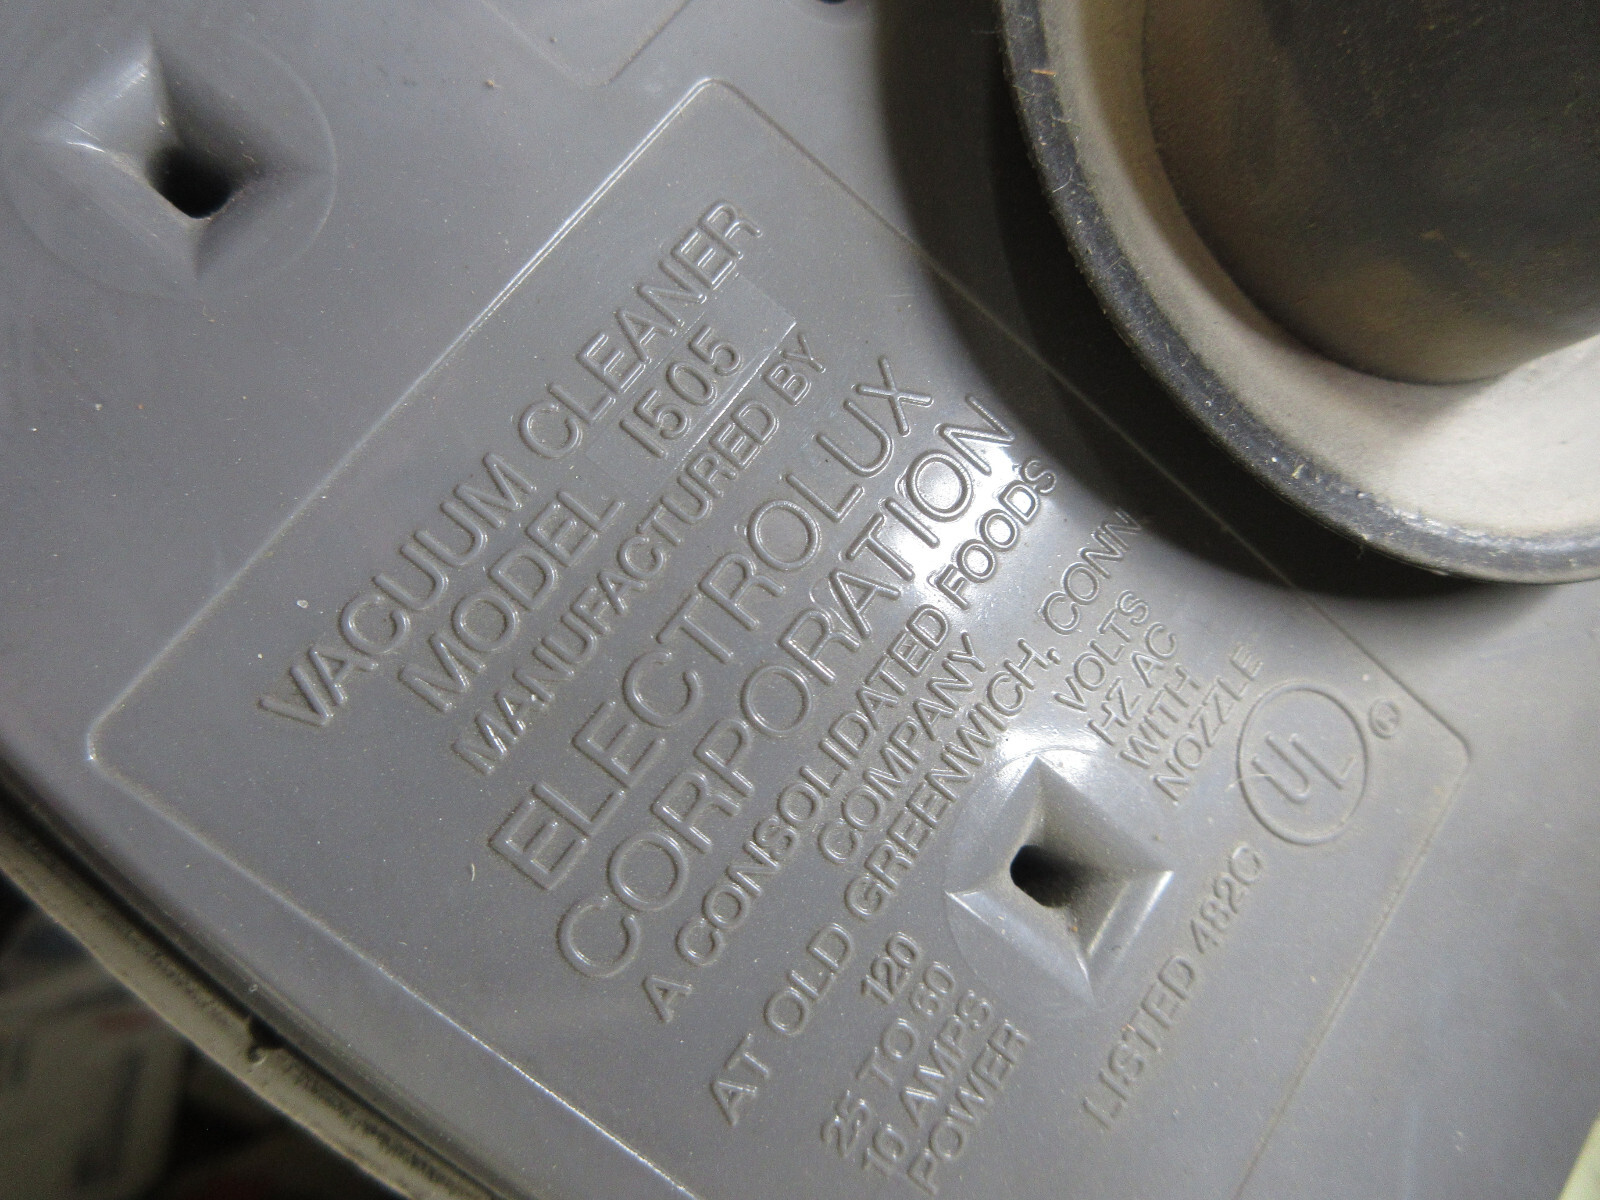 VACUUM CLEANER
MODEL 1505
MANUFACTURED BY
ELECTROLUX
CORPORATION
A CONSOLIDATED FOODS
COMPANY
AT OLD GREENWICH, CONN.
120 VOLTS
25 TO 60 HZ AC
10 AMPS WITH
POWER NOZZLE
LISTED 482C UL ®